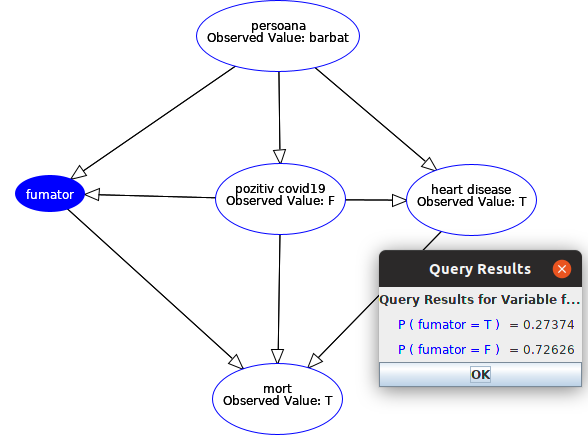 persoana
Observed Value: barbat
fumator
pozitiv covid19
Observed Value: F
heart disease
Observed Value: T
Query Results
Query Results for Variable f...
P ( fumator = T ) = 0.27374
P ( fumator = F ) = 0.72626
OK
mort
Observed Value: T